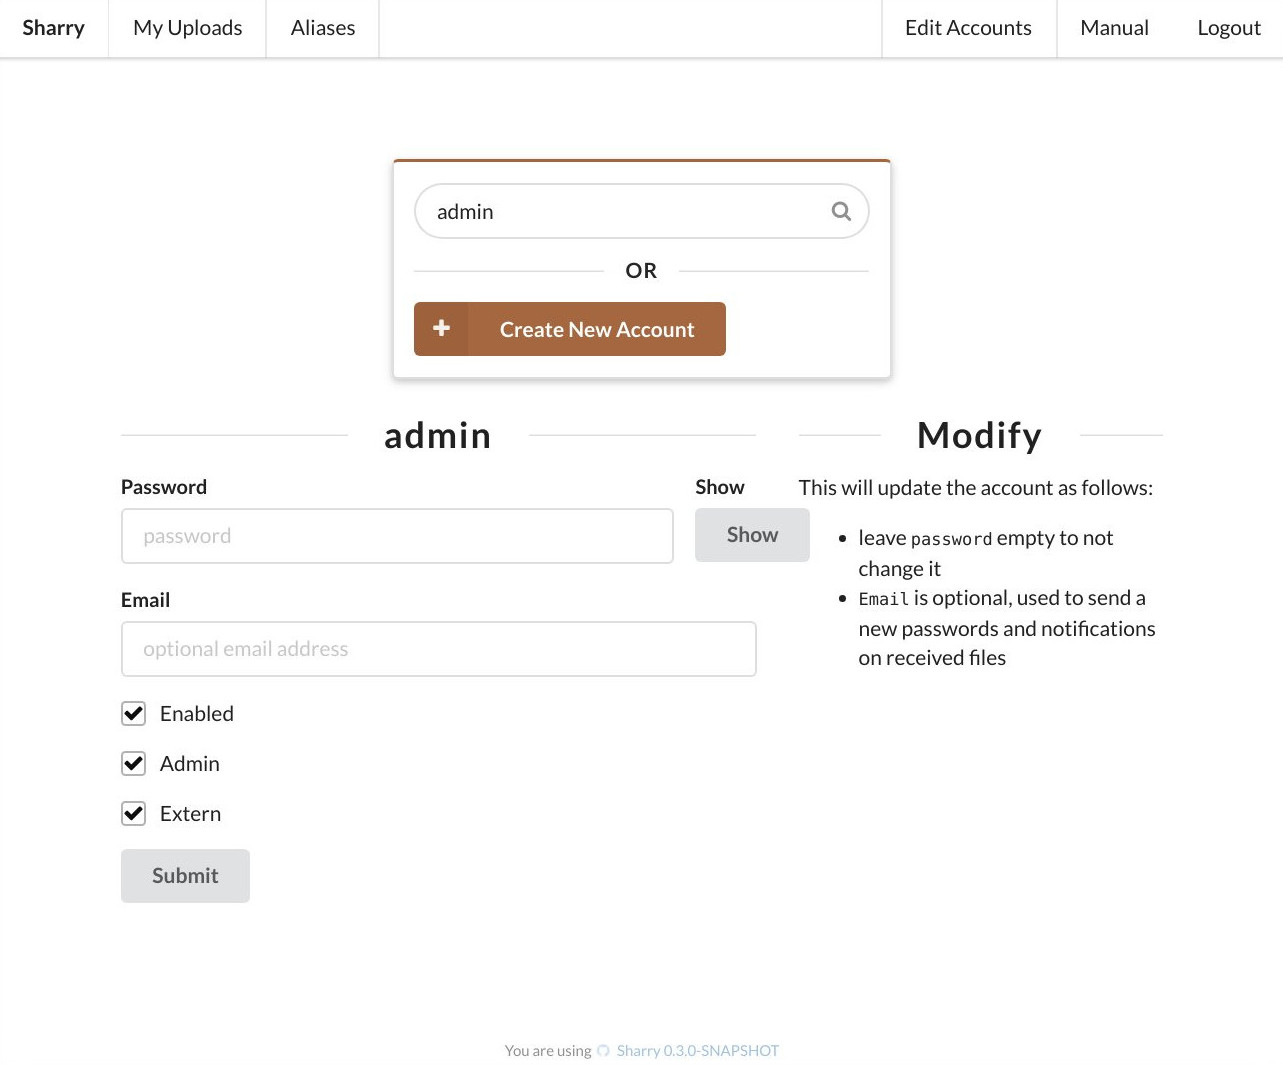 Sharry My Uploads Aliases Edit Accounts Manual Logout
admin
OR
Create New Account
admin
Password Show
password Show
Email
optional email address
Enabled
Admin
Extern
Submit
Modify
This will update the account as follows:
leave password empty to not
change it
Email is optional, used to send a
new passwords and notifications
on received files
You are using Sharry 0.3.0-SNAPSHOT